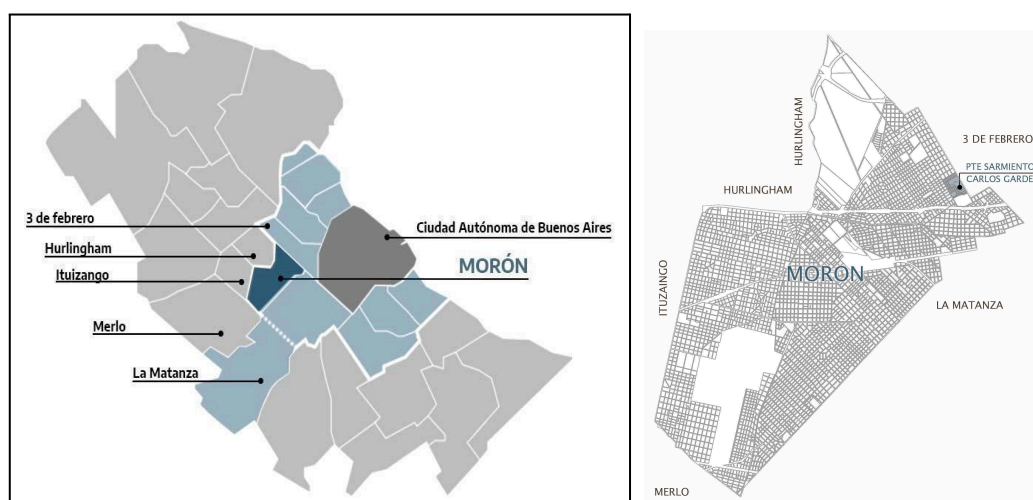 3 de febrero
Hurlingham
Ituizango
Merlo
La Matanza
Ciudad Autónoma de Buenos Aires
MORÓN
HURLINGHAM
3 DE FEBRERO
PTE SARMIENTO
CARLOS GARDE
HURLINGHAM
MORON
ITUZAINGO
LA MATANZA
MERLO